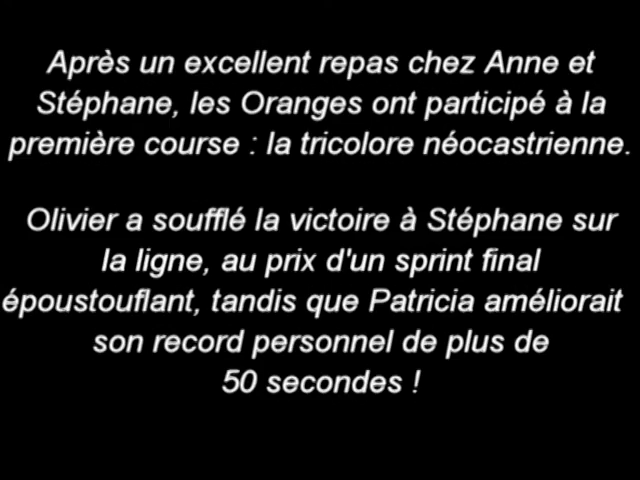 Après un excellent repas chez Anne et
Stéphane, les Oranges ont participé à la
première course : la tricolore néocastrienne.
Olivier a soufflé la victoire à Stéphane sur
la ligne, au prix d'un sprint final
époustouflant, tandis que Patricia améliorait
son record personnel de plus de
50 secondes !